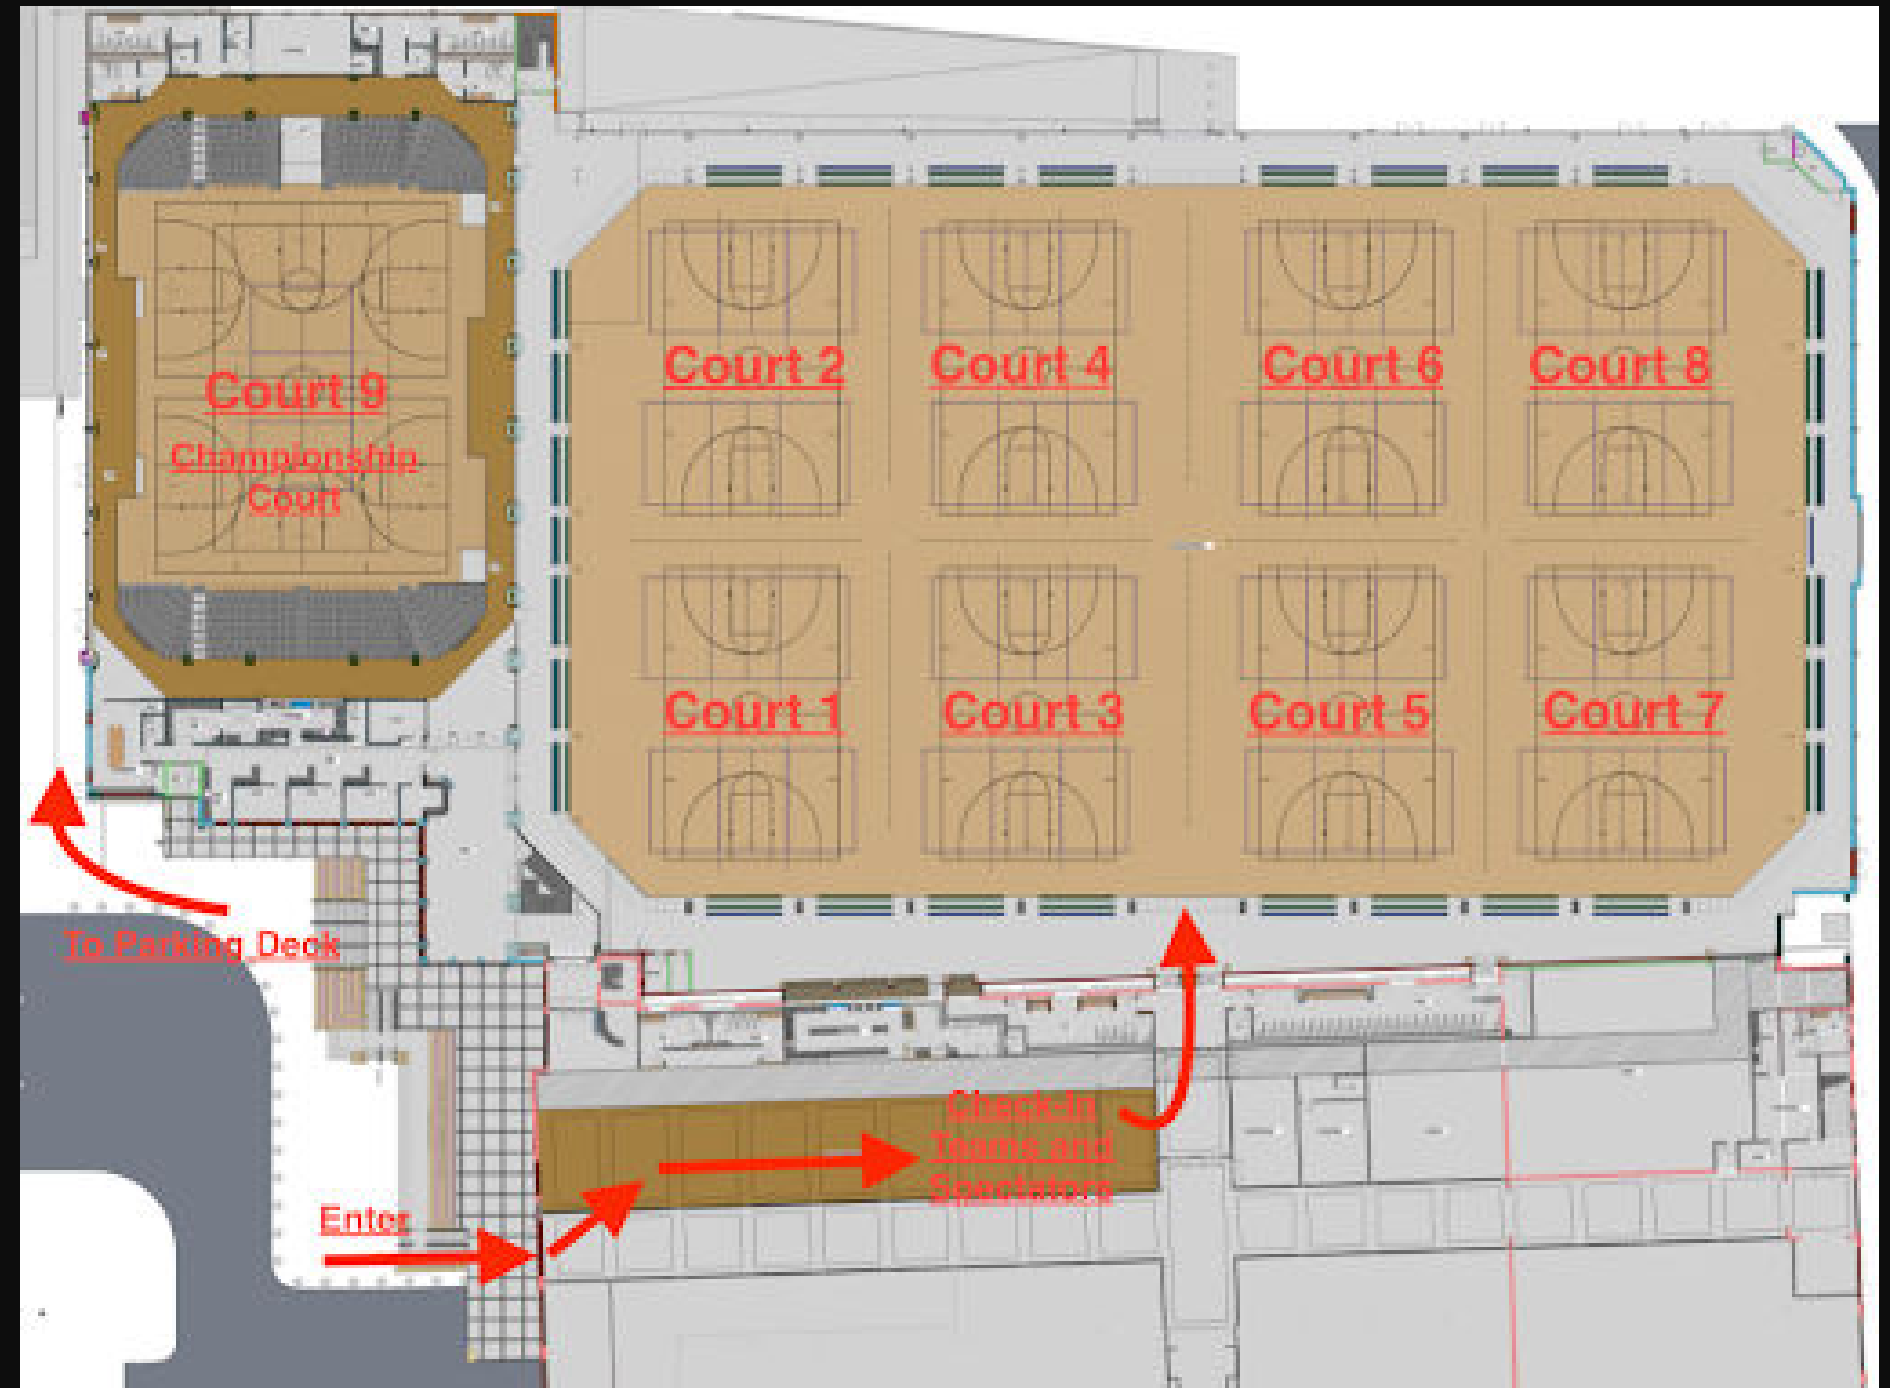 Court 2
Court 4
Court 6
Court 8
Court 9
Championship
Court
Court 1
Court 3
Court 5
Court 7
To Parking Deck
Check-In
Teams and
Spectators
Enter